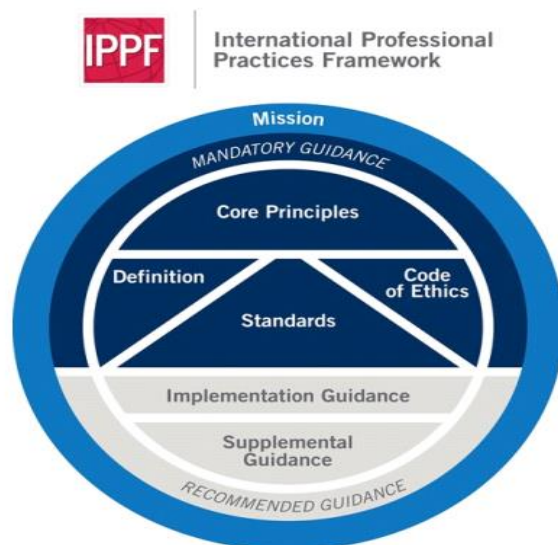 IPPF
International Professional
Practices Framework
Mission
MANDATORY GUIDANCE
Core Principles
Definition
Code
of Ethics
Standards
Implementation Guidance
Supplemental
Guidance
RECOMMENDED GUIDANCE